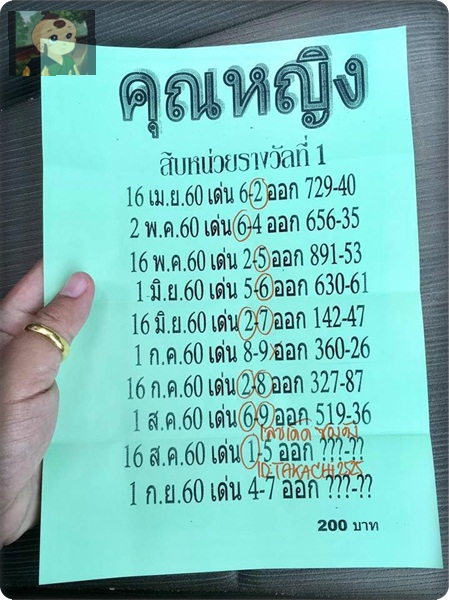 คุณหญิง
สิบหน่วยรางวัลที่ 1
16 เม.ย.60 เด่น 6-2 ออก 729-40
2 พ.ค.60 เด่น 6-4 ออก 656-35
16 พ.ค.60 เด่น 2-5 ออก 891-53
1 มิ.ย.60 เด่น 5-6 ออก 630-61
16 มิ.ย.60 เด่น 2-7 ออก 142-47
1 ก.ค.60 เด่น 8-9 x ออก 360-26
16 ก.ค.60 เด่น 2-8 ออก 327-87
1 ส.ค.60 เด่น 6-9 ออก 519-36
เลขเด็ด
16 ส.ค.60 เด่น 1-5 ออก ???-??
ID.TAKACHI2525
1 ก.ย.60 เด่น 4-7 ออก ???-??
200 บาท